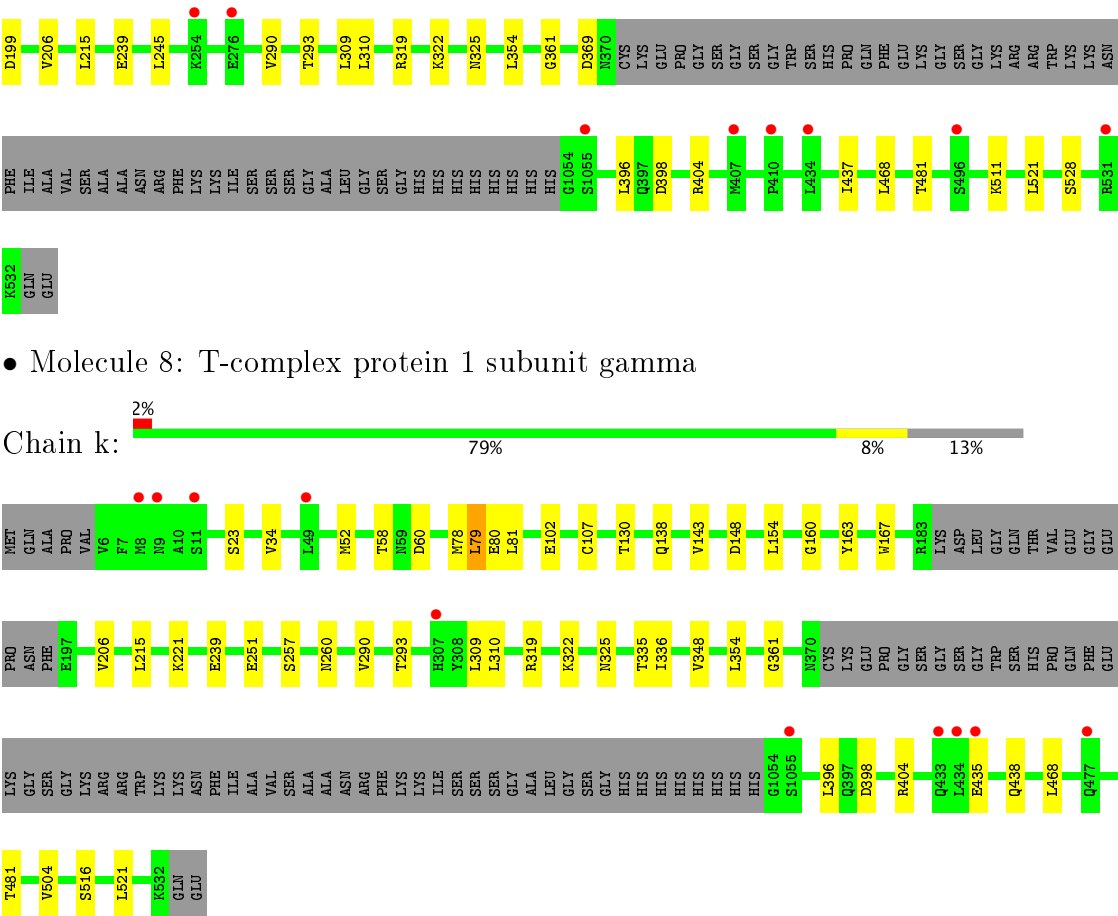 D199 V206 L215 E239 L245 K254 E276 V290 T293 L309 L310 R319 K322 N325 L354 G361 D369 N370 CYS LYS GLU PRO GLY SER GLY SER GLY TRP SER HIS PRO GLN PHE GLU LYS GLY SER GLY LYS ARG ARG TRP LYS LYS ASN
PHE ILE ALA VAL SER ALA ALA ASN ARG PHE LYS LYS ILE SER SER SER GLY ALA LEU GLY SER GLY HIS HIS HIS HIS HIS HIS HIS HIS G1054 S1055 L396 Q397 D398 R404 M407 P410 L434 I437 L468 T481 S496 K511 L521 S528 R531
K532 GLN GLU
• Molecule 8: T-complex protein 1 subunit gamma
2%
Chain k:
79% 8% 13%
MET GLN ALA PRO VAL V6 F7 M8 N9 A10 S11 S23 V34 L49 M52 T58 N59 D60 M78 L79 E80 L81 E102 C107 T130 Q138 V143 D148 L154 G160 Y163 W167 R183 LYS ASP LEU GLY GLN THR VAL GLU GLY GLU
PRO ASN PHE E197 V206 L215 K221 E239 E251 S257 N260 V290 T293 H307 Y308 L309 L310 R319 K322 N325 T335 I336 V348 L354 G361 N370 CYS LYS GLU PRO GLY SER GLY SER GLY TRP SER HIS PRO GLN PHE GLU
LYS GLY SER GLY LYS ARG ARG TRP LYS LYS ASN PHE ILE ALA VAL SER ALA ALA ASN ARG PHE LYS LYS ILE SER SER SER GLY ALA LEU GLY SER GLY HIS HIS HIS HIS HIS HIS HIS HIS G1054 S1055 L396 Q397 D398 R404 Q433 L434 E435 Q438 L468 Q477
T481 V504 S516 L521 K532 GLN GLU